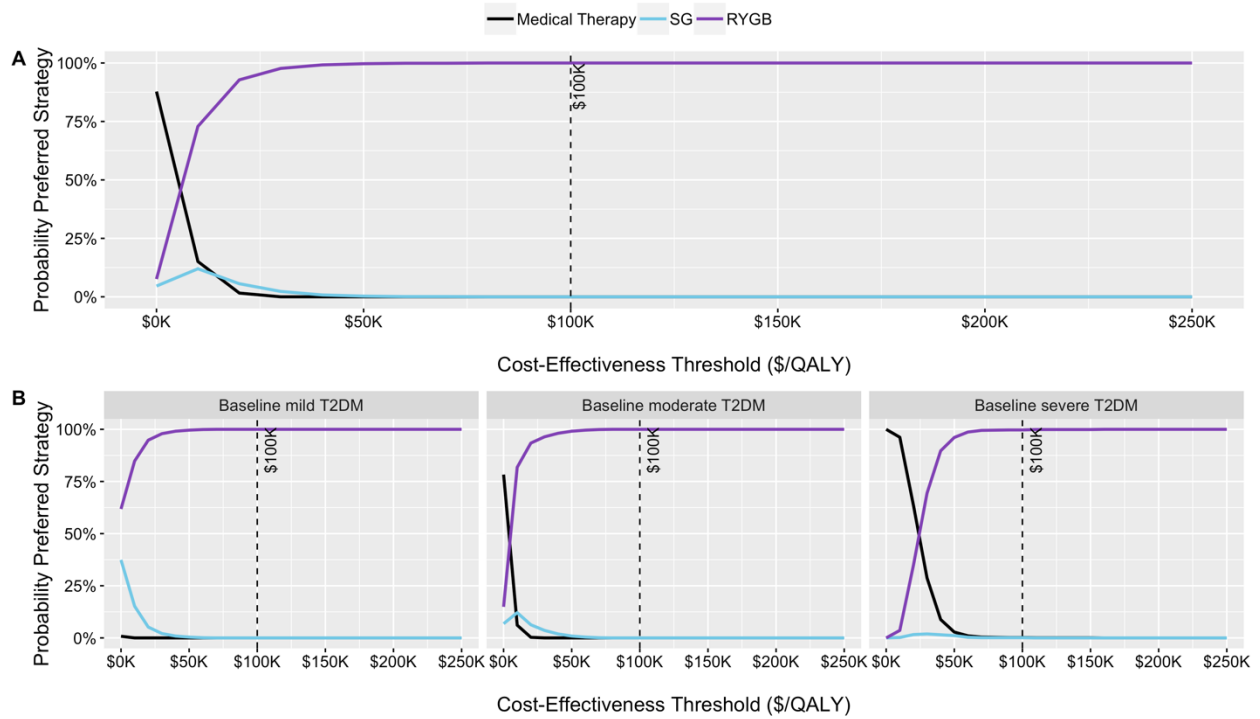 Medical Therapy SG RYGB
A
Probability Preferred Strategy
100%
75%
50%
25%
0%
$100K
$0K $50K $100K $150K $200K $250K
Cost-Effectiveness Threshold ($/QALY)
B
Baseline mild T2DM Baseline moderate T2DM Baseline severe T2DM
Probability Preferred Strategy
100%
75%
50%
25%
0%
$100K $100K $100K
$0K $50K $100K $150K $200K $250K $0K $50K $100K $150K $200K $250K $0K $50K $100K $150K $200K $250K
Cost-Effectiveness Threshold ($/QALY)